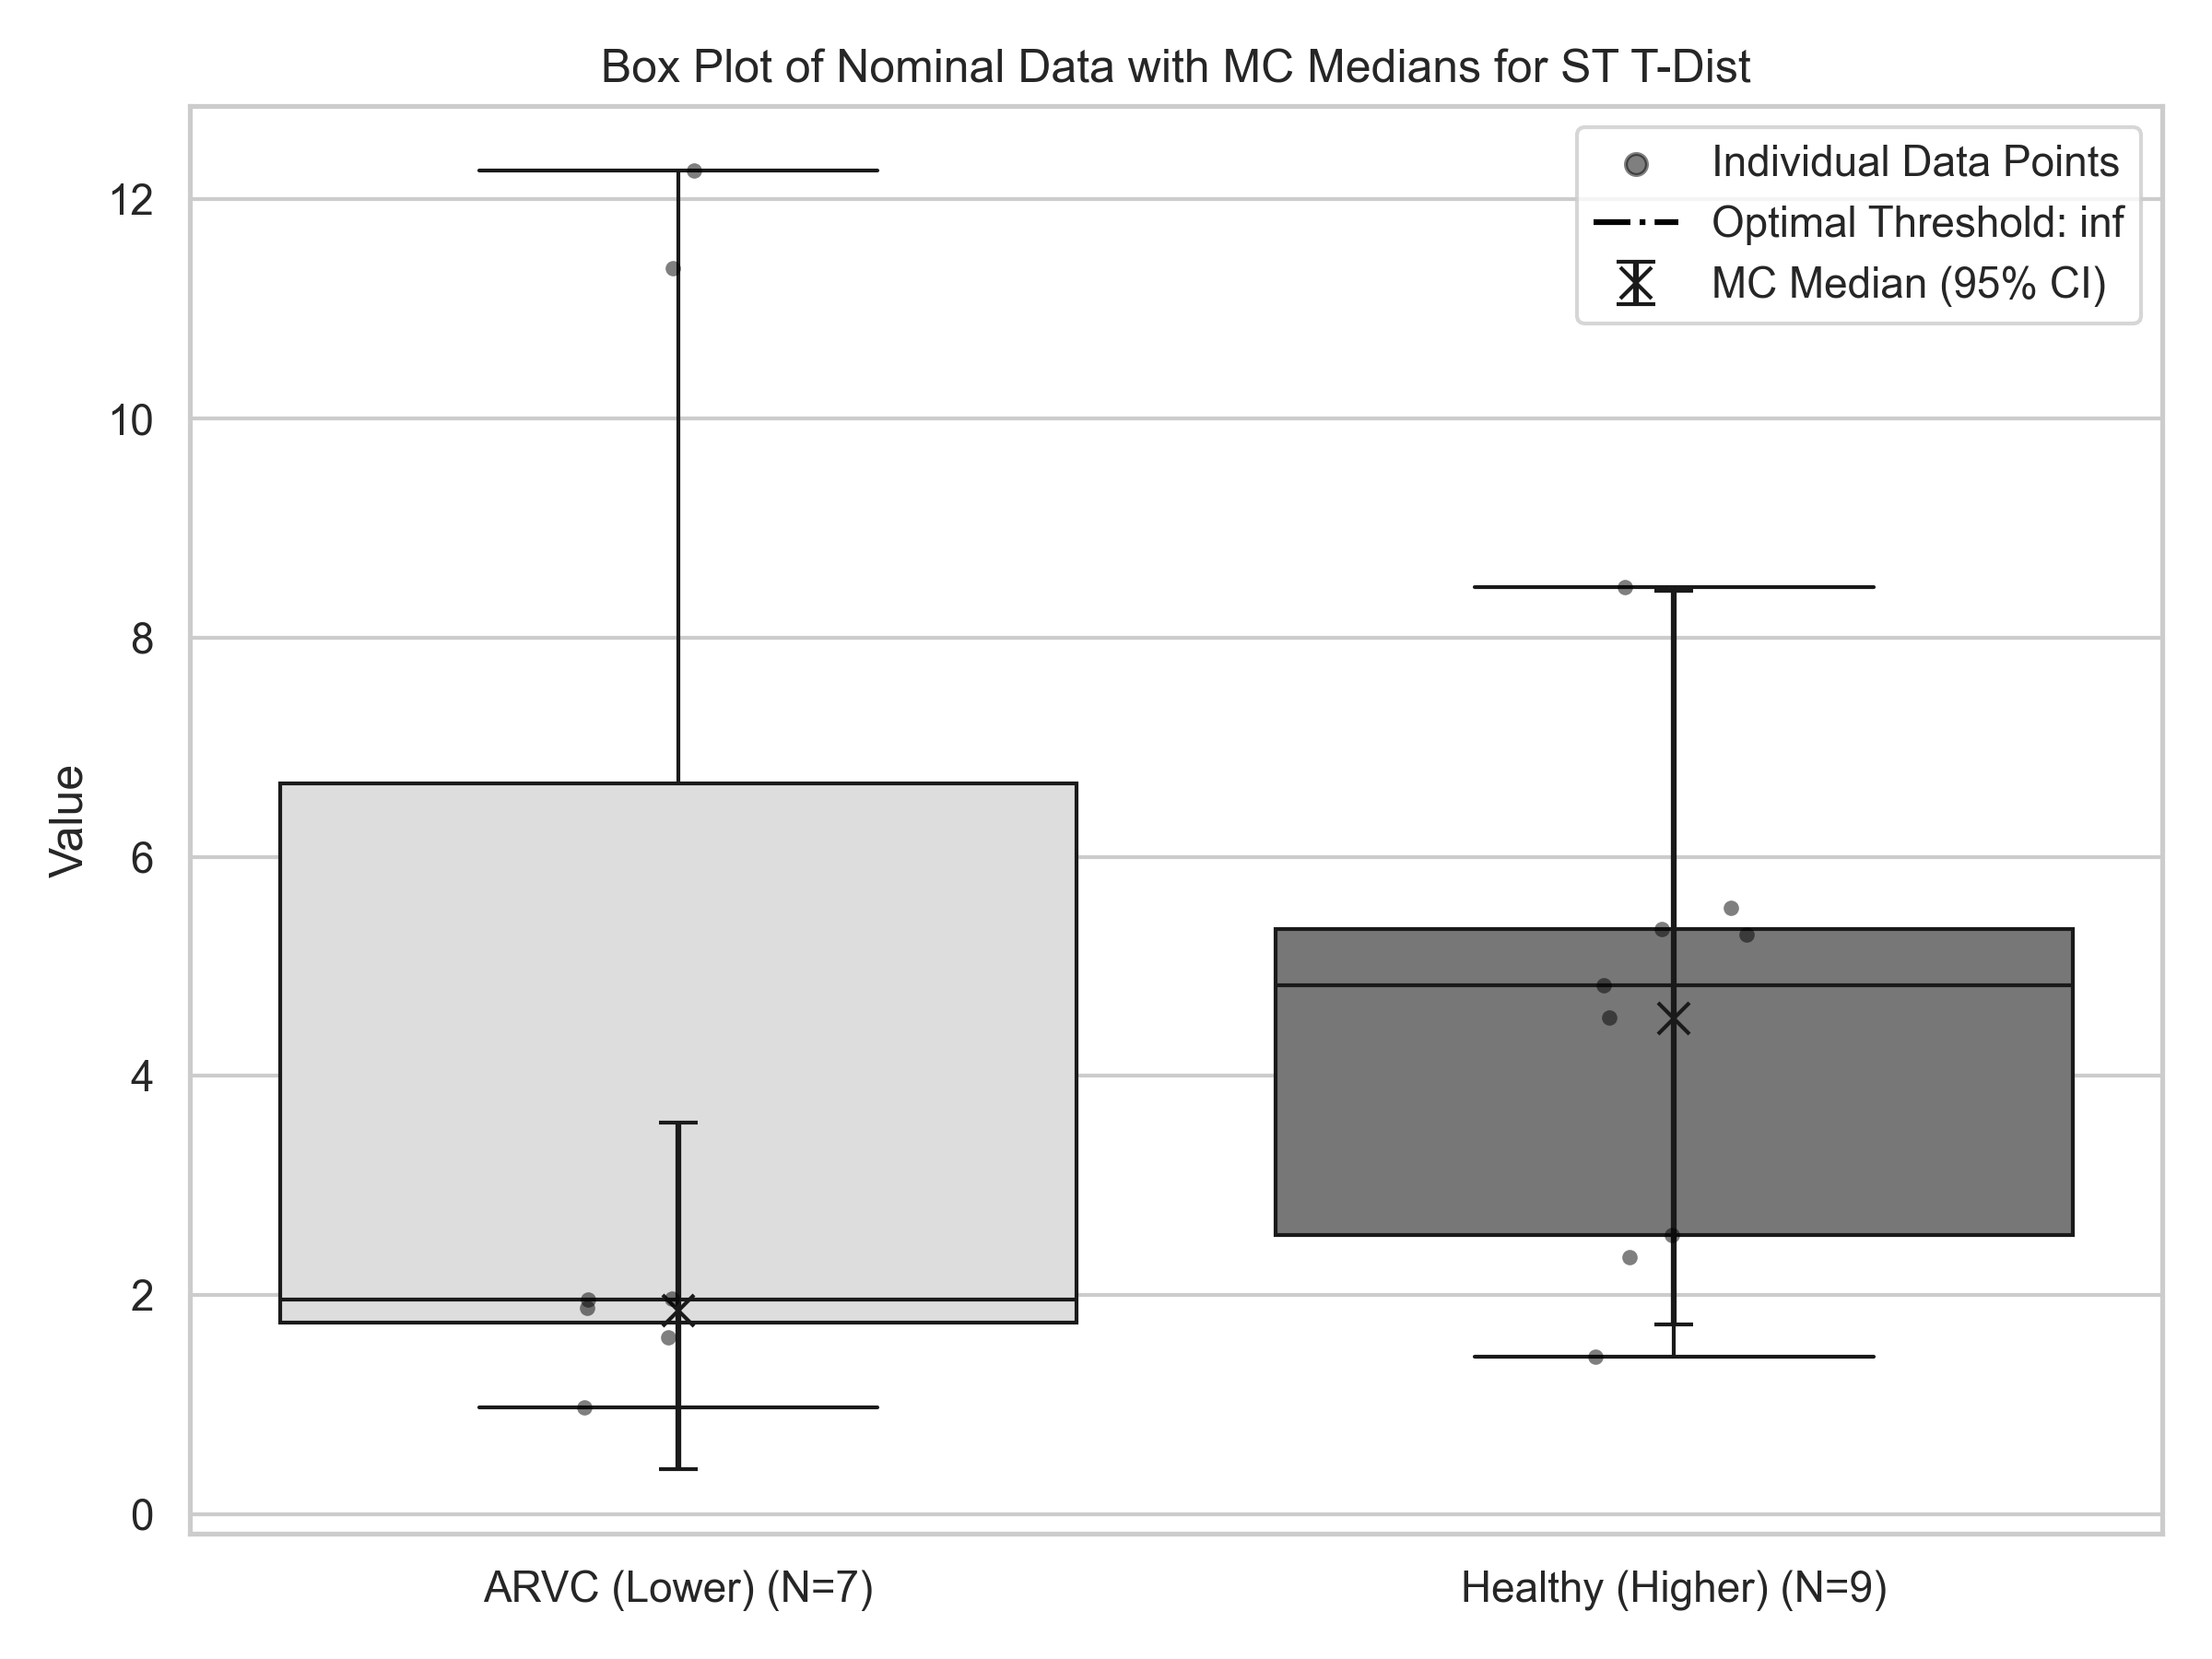 Box Plot of Nominal Data with MC Medians for ST T-Dist
Individual Data Points
Optimal Threshold: inf
MC Median (95% CI)
Value
12
10
8
6
4
2
0
ARVC (Lower) (N=7)
Healthy (Higher) (N=9)